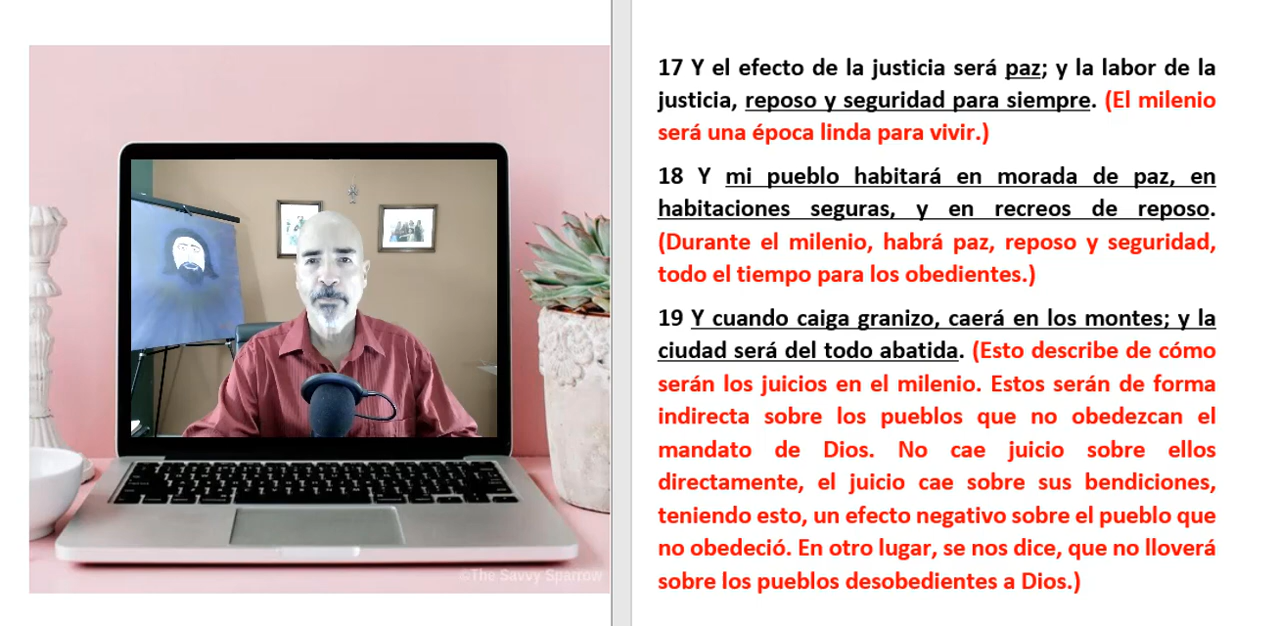 17 Y el efecto de la justicia será paz; y la labor de la
justicia, reposo y seguridad para siempre. (El milenio
será una época linda para vivir.)
18 Y mi pueblo habitará en morada de paz, en
habitaciones seguras, y en recreos de reposo.
(Durante el milenio, habrá paz, reposo y seguridad,
todo el tiempo para los obedientes.)
19 Y cuando caiga granizo, caerá en los montes; y la
ciudad será del todo abatida. (Esto describe de cómo
serán los juicios en el milenio. Estos serán de forma
indirecta sobre los pueblos que no obedezcan el
mandato de Dios. No cae juicio sobre ellos
directamente, el juicio cae sobre sus bendiciones,
teniendo esto, un efecto negativo sobre el pueblo que
no obedeció. En otro lugar, se nos dice, que no lloverá
sobre los pueblos desobedientes a Dios.)
©The Savvy Sparrow